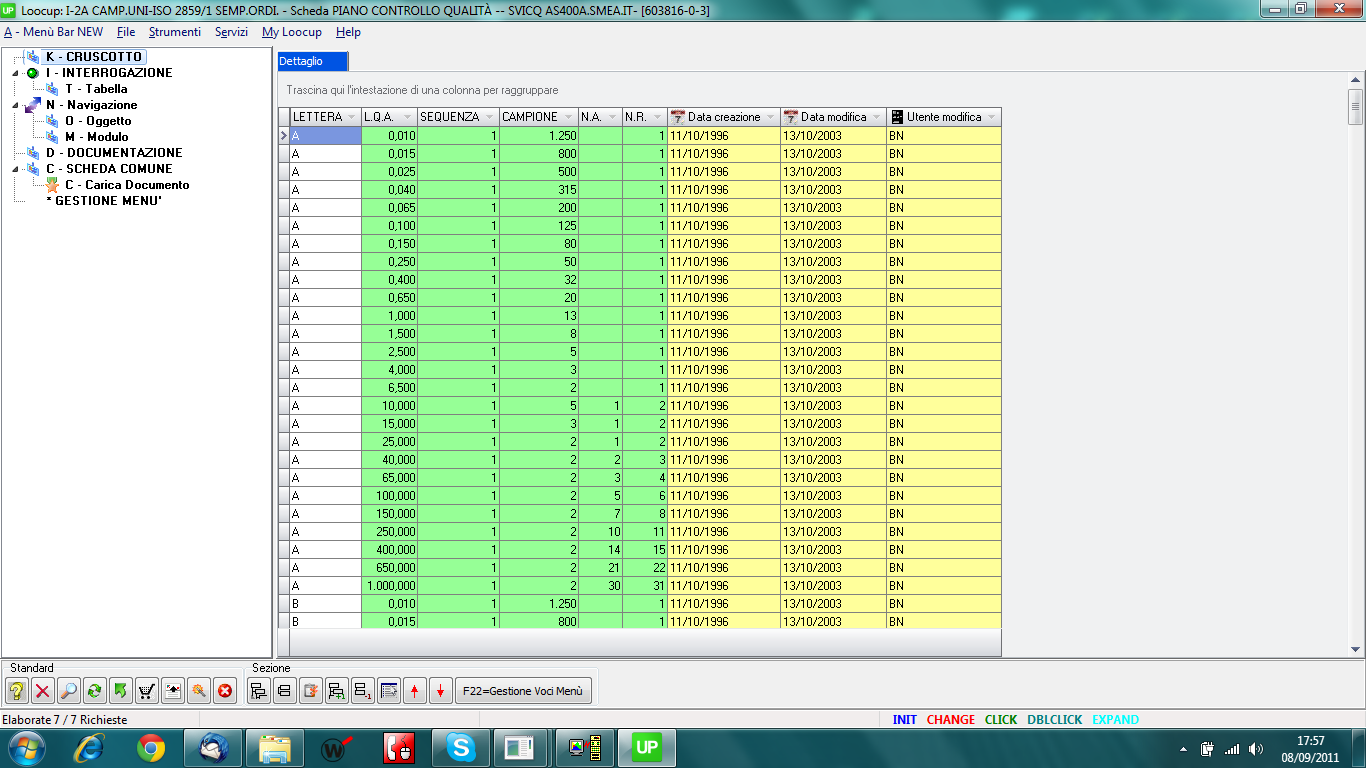 UP Loocup: I-2A CAMP.UNI-ISO 2859/1 SEMP.ORDI. - Scheda PIANO CONTROLLO QUALITÀ -- SVICQ AS400A.SMEA.IT- [603816-0-3]
A - Menù Bar NEW File Strumenti Servizi My Loocup Help
K - CRUSCOTTO
I - INTERROGAZIONE
T - Tabella
N - Navigazione
O - Oggetto
M - Modulo
D - DOCUMENTAZIONE
C - SCHEDA COMUNE
C - Carica Documento
* GESTIONE MENU'
Dettaglio
Trascina qui l'intestazione di una colonna per raggruppare
LETTERA L.Q.A. SEQUENZA CAMPIONE N.A. N.R. Data creazione Data modifica Utente modifica
A 0,010 1 1.250 1 11/10/1996 13/10/2003 BN
A 0,015 1 800 1 11/10/1996 13/10/2003 BN
A 0,025 1 500 1 11/10/1996 13/10/2003 BN
A 0,040 1 315 1 11/10/1996 13/10/2003 BN
A 0,065 1 200 1 11/10/1996 13/10/2003 BN
A 0,100 1 125 1 11/10/1996 13/10/2003 BN
A 0,150 1 80 1 11/10/1996 13/10/2003 BN
A 0,250 1 50 1 11/10/1996 13/10/2003 BN
A 0,400 1 32 1 11/10/1996 13/10/2003 BN
A 0,650 1 20 1 11/10/1996 13/10/2003 BN
A 1,000 1 13 1 11/10/1996 13/10/2003 BN
A 1,500 1 8 1 11/10/1996 13/10/2003 BN
A 2,500 1 5 1 11/10/1996 13/10/2003 BN
A 4,000 1 3 1 11/10/1996 13/10/2003 BN
A 6,500 1 2 1 11/10/1996 13/10/2003 BN
A 10,000 1 5 1 2 11/10/1996 13/10/2003 BN
A 15,000 1 3 1 2 11/10/1996 13/10/2003 BN
A 25,000 1 2 1 2 11/10/1996 13/10/2003 BN
A 40,000 1 2 2 3 11/10/1996 13/10/2003 BN
A 65,000 1 2 3 4 11/10/1996 13/10/2003 BN
A 100,000 1 2 5 6 11/10/1996 13/10/2003 BN
A 150,000 1 2 7 8 11/10/1996 13/10/2003 BN
A 250,000 1 2 10 11 11/10/1996 13/10/2003 BN
A 400,000 1 2 14 15 11/10/1996 13/10/2003 BN
A 650,000 1 2 21 22 11/10/1996 13/10/2003 BN
A 1.000,000 1 2 30 31 11/10/1996 13/10/2003 BN
B 0,010 1 1.250 1 11/10/1996 13/10/2003 BN
B 0,015 1 800 1 11/10/1996 13/10/2003 BN
Standard Sezione
F22=Gestione Voci Menù
Elaborate 7 / 7 Richieste INIT CHANGE CLICK DBLCLICK EXPAND
UP
17:57
08/09/2011